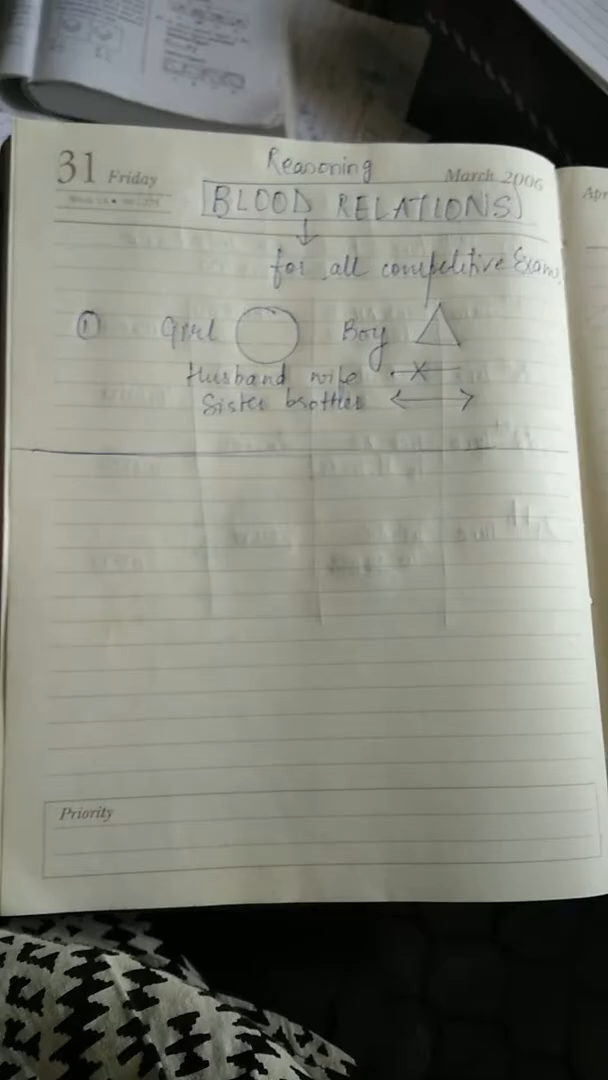 Reasoning
31 Friday
March 2006
BLOOD RELATIONS
for all competitive Exams
① Girl Boy
Husband wife
Sister brother
Priority